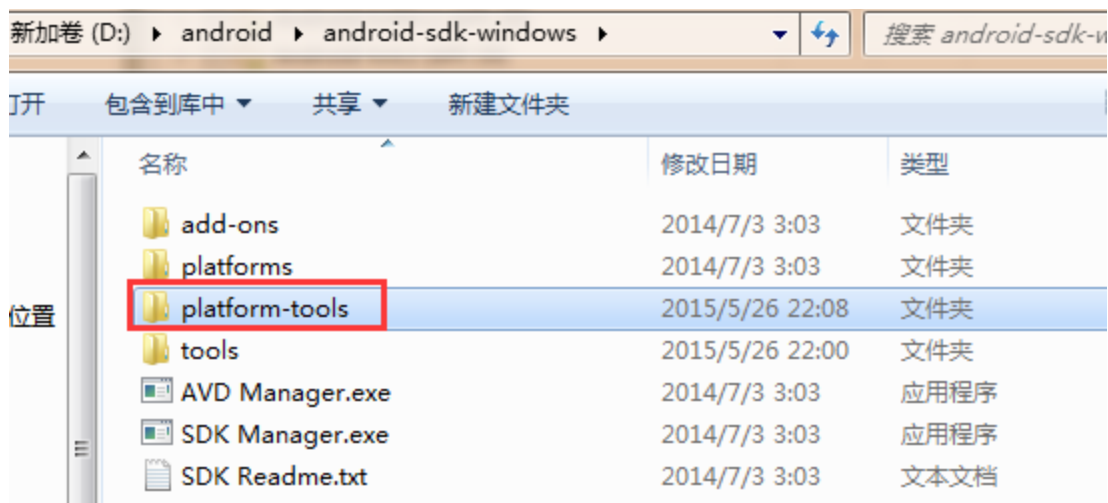 新加卷 (D:) ▸ android ▸ android-sdk-windows ▸ 搜索 android-sdk-w
打开 包含到库中 共享 新建文件夹
名称 修改日期 类型
add-ons 2014/7/3 3:03 文件夹
platforms 2014/7/3 3:03 文件夹
位置 platform-tools 2015/5/26 22:08 文件夹
tools 2015/5/26 22:00 文件夹
AVD Manager.exe 2014/7/3 3:03 应用程序
SDK Manager.exe 2014/7/3 3:03 应用程序
SDK Readme.txt 2014/7/3 3:03 文本文档